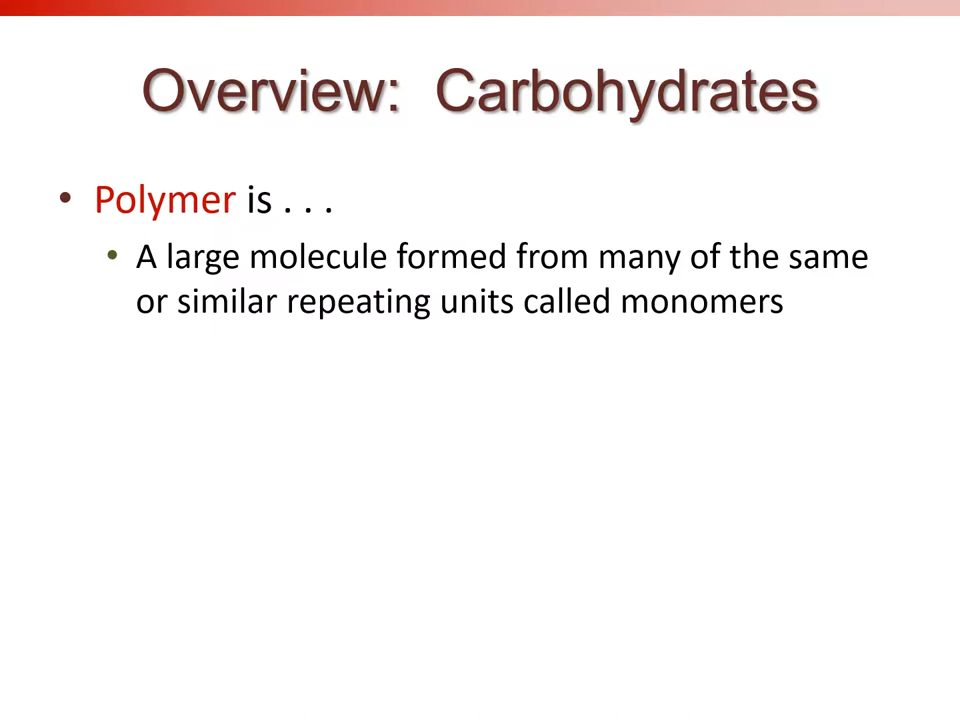 Overview: Carbohydrates
• Polymer is . . .
• A large molecule formed from many of the same
or similar repeating units called monomers